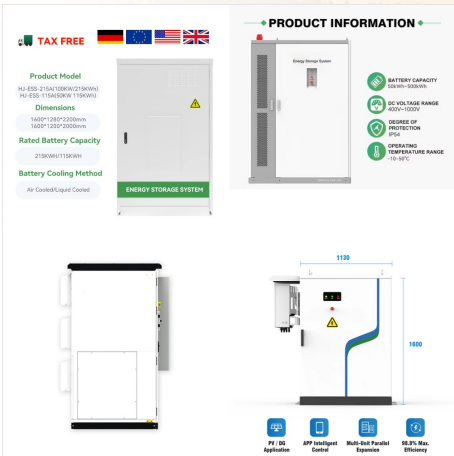 TAX FREE
Product Model
HJ-ESS-215A(100KW/215KWh)
HJ-ESS-115A(50KW 115KWh)
Dimensions
1600*1280*2200mm
1600*1200*2000mm
Rated Battery Capacity
215KWH/115KWH
Battery Cooling Method
Air Cooled/Liquid Cooled
ENERGY STORAGE SYSTEM
PRODUCT INFORMATION
Energy Storage System
BATTERY CAPACITY
50kWh~500kWh
DC VOLTAGE RANGE
400V~1000V
DEGREE OF
PROTECTION
IP54
OPERATING
TEMPERATURE RANGE
-10~50°C
1130
1600
PV / DG
Application
APP Intelligent
Control
Multi-Unit Parallel
Expansion
98.8% Max.
Efficiency